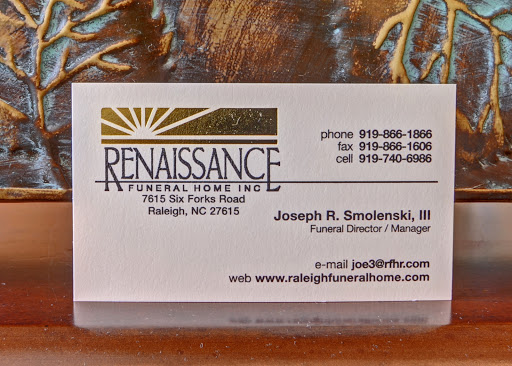 RENAISSANCE
FUNERAL HOME INC
7615 Six Forks Road
Raleigh, NC 27615
phone 919-866-1866
fax 919-866-1606
cell 919-740-6986
Joseph R. Smolenski, III
Funeral Director / Manager
e-mail joe3@rfhr.com
web www.raleighfuneralhome.com